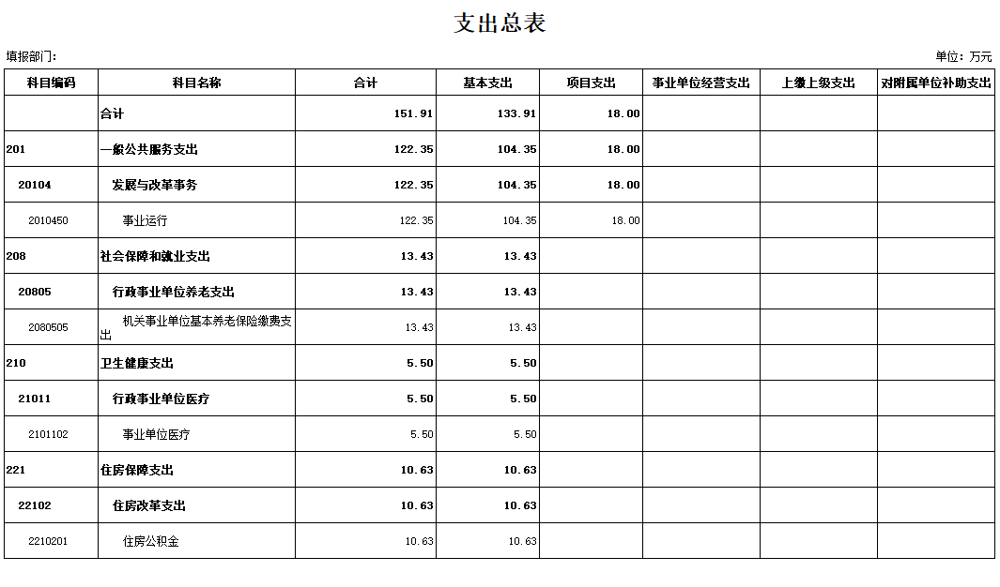 支出总表
填报部门： 单位：万元
科目编码 科目名称 合计 基本支出 项目支出 事业单位经营支出 上缴上级支出 对附属单位补助支出
合计 151.91 133.91 18.00
201 一般公共服务支出 122.35 104.35 18.00
20104 发展与改革事务 122.35 104.35 18.00
2010450 事业运行 122.35 104.35 18.00
208 社会保障和就业支出 13.43 13.43
20805 行政事业单位养老支出 13.43 13.43
2080505 机关事业单位基本养老保险缴费支
出 13.43 13.43
210 卫生健康支出 5.50 5.50
21011 行政事业单位医疗 5.50 5.50
2101102 事业单位医疗 5.50 5.50
221 住房保障支出 10.63 10.63
22102 住房改革支出 10.63 10.63
2210201 住房公积金 10.63 10.63